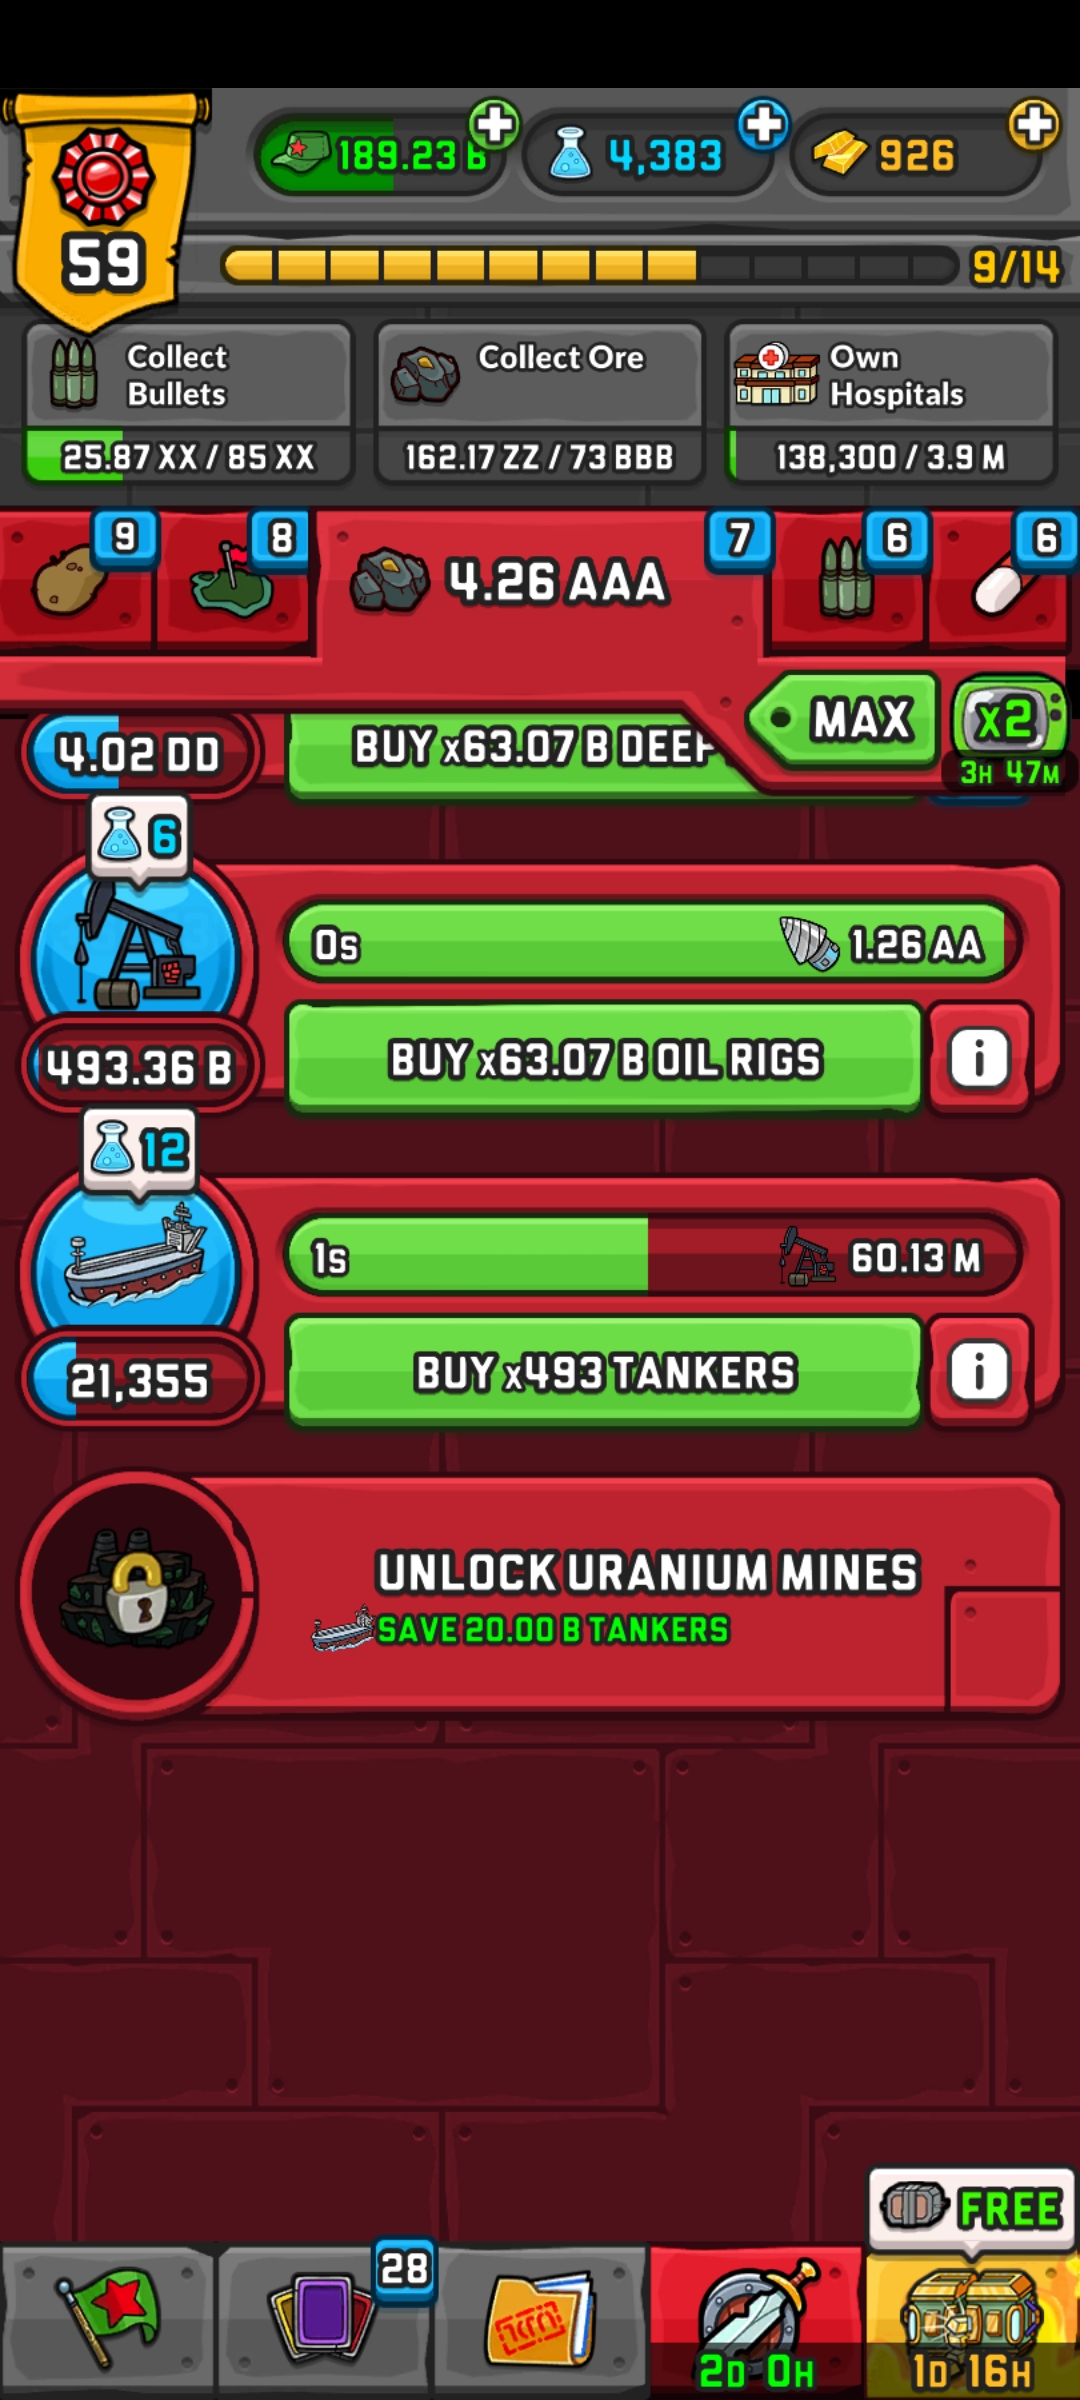 189.23 B
4,383
926
59
9/14
Collect
Bullets
25.87 XX / 85 XX
Collect Ore
162.17 ZZ / 73 BBB
Own
Hospitals
138,300 / 3.9 M
9
8
4.26 AAA
7
6
6
MAX
X2
3H 47M
4.02 DD
BUY x63.07 B DEEP
6
0s
1.26 AA
493.36 B
BUY x63.07 B OIL RIGS
i
12
1s
60.13 M
21,355
BUY x493 TANKERS
i
UNLOCK URANIUM MINES
SAVE 20.00 B TANKERS
FREE
28
2D 0H
1D 16H